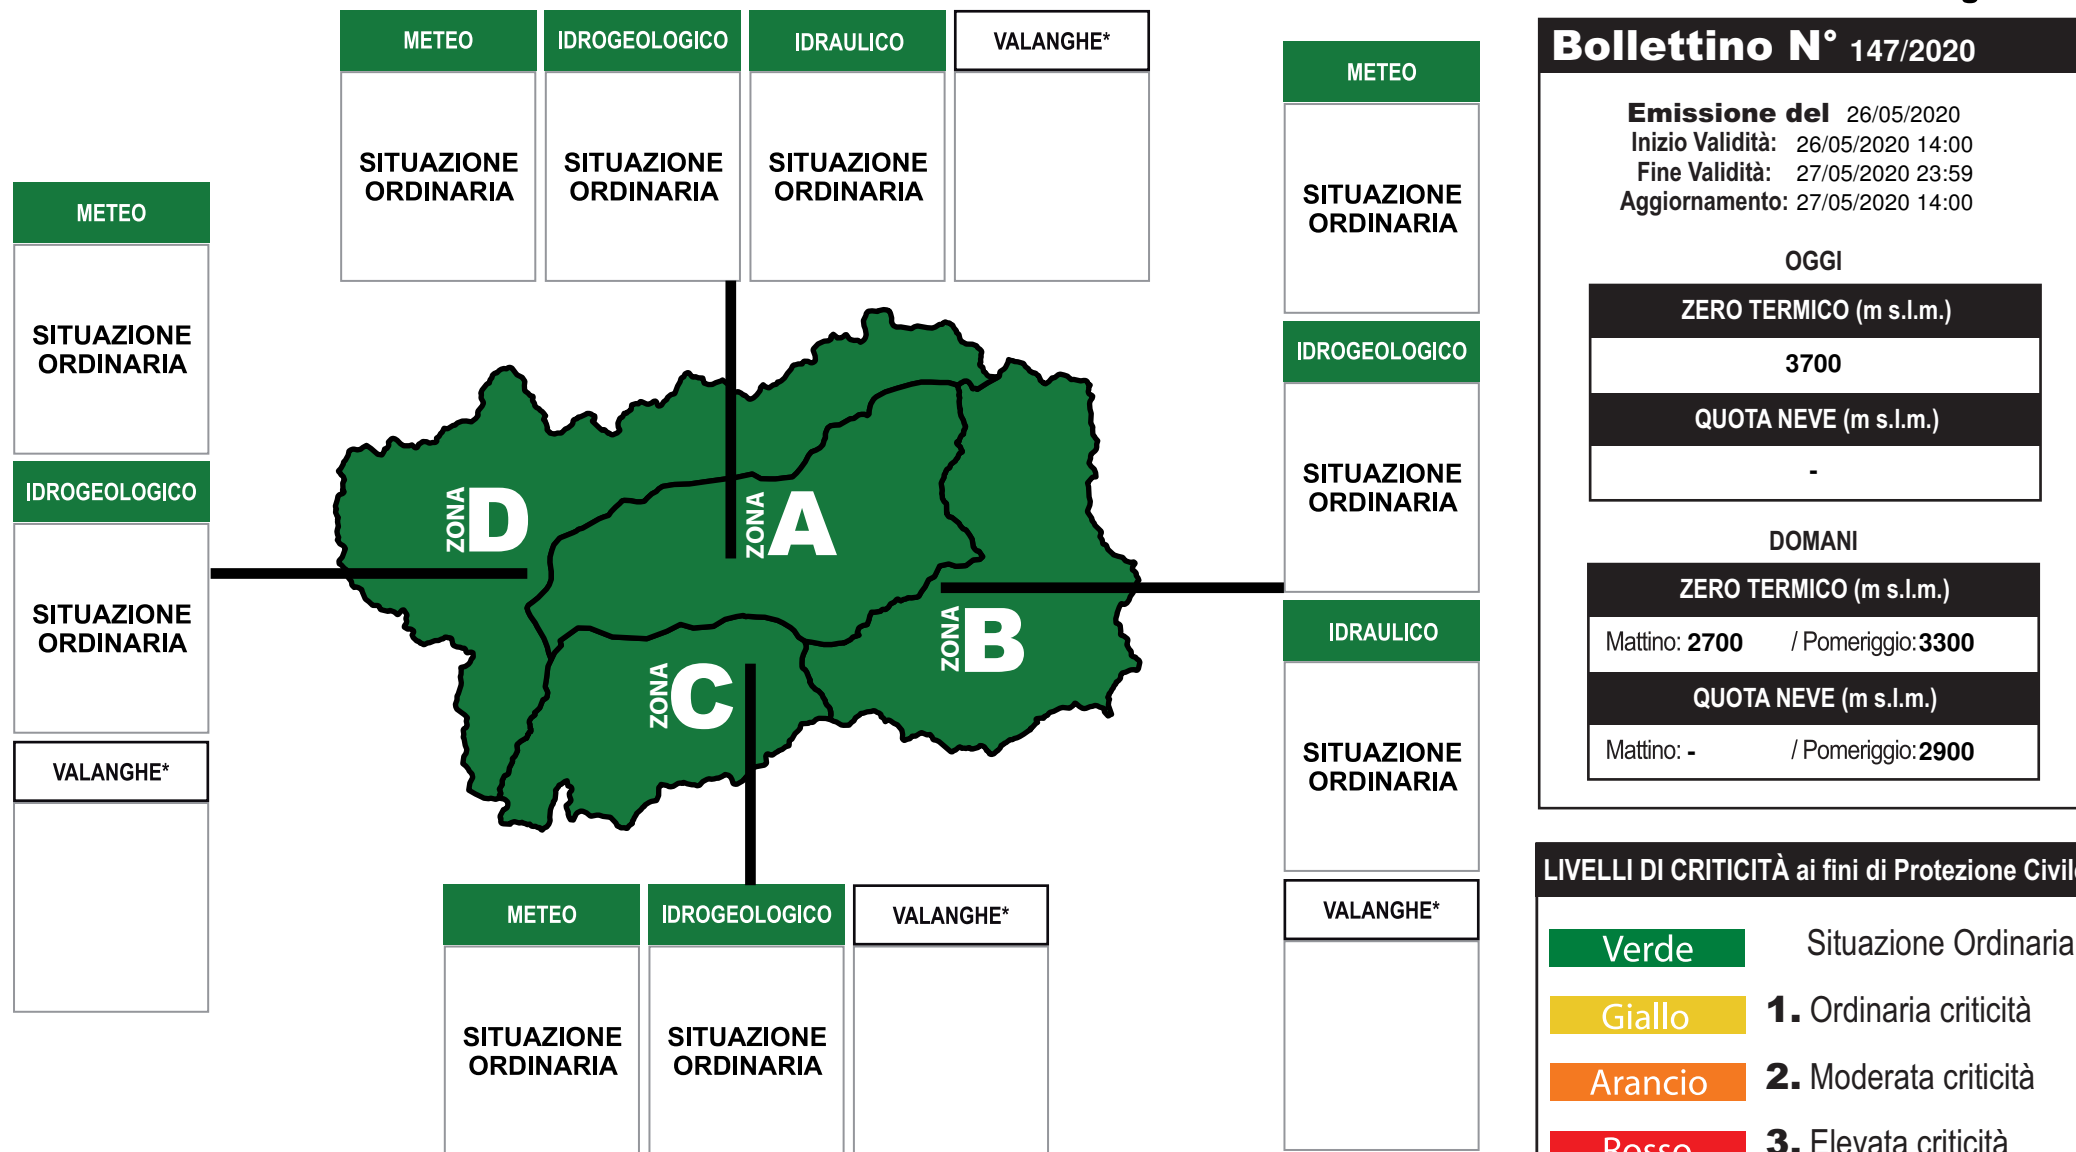 METEO
IDROGEOLOGICO
IDRAULICO
VALANGHE*
SITUAZIONE
ORDINARIA
SITUAZIONE
ORDINARIA
SITUAZIONE
ORDINARIA
METEO
SITUAZIONE
ORDINARIA
IDROGEOLOGICO
SITUAZIONE
ORDINARIA
VALANGHE*
ZONA D
ZONA A
ZONA B
ZONA C
METEO
SITUAZIONE
ORDINARIA
IDROGEOLOGICO
SITUAZIONE
ORDINARIA
IDRAULICO
SITUAZIONE
ORDINARIA
VALANGHE*
METEO
IDROGEOLOGICO
VALANGHE*
SITUAZIONE
ORDINARIA
SITUAZIONE
ORDINARIA
Bollettino N° 147/2020
Emissione del 26/05/2020
Inizio Validità: 26/05/2020 14:00
Fine Validità: 27/05/2020 23:59
Aggiornamento: 27/05/2020 14:00
OGGI
ZERO TERMICO (m s.l.m.)
3700
QUOTA NEVE (m s.l.m.)
-
DOMANI
ZERO TERMICO (m s.l.m.)
Mattino: 2700 / Pomeriggio: 3300
QUOTA NEVE (m s.l.m.)
Mattino: - / Pomeriggio: 2900
LIVELLI DI CRITICITÀ ai fini di Protezione Civile
Verde Situazione Ordinaria
Giallo 1. Ordinaria criticità
Arancio 2. Moderata criticità
Rosso 3. Elevata criticità